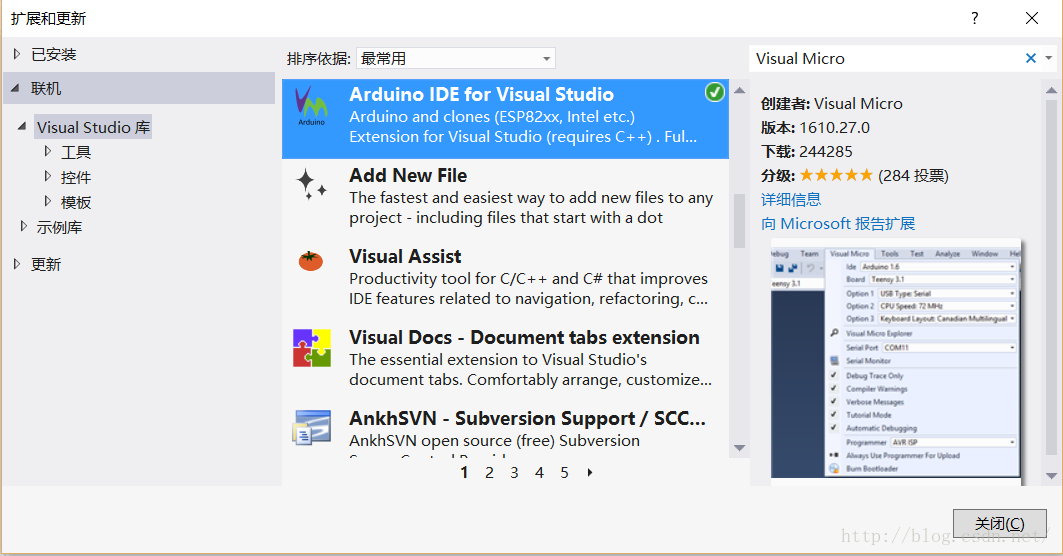 扩展和更新
?
已安装
联机
Visual Studio 库
工具
控件
模板
示例库
更新
排序依据: 最常用
Arduino
Arduino IDE for Visual Studio
Arduino and clones (ESP82xx, Intel etc.)
Extension for Visual Studio (requires C++) . Ful...
Add New File
The fastest and easiest way to add new files to any
project - including files that start with a dot
Visual Assist
Productivity tool for C/C++ and C# that improves
IDE features related to navigation, refactoring, c...
Visual Docs - Document tabs extension
The essential extension to Visual Studio's
document tabs. Comfortably arrange, customize...
AnkhSVN - Subversion Support / SCC...
AnkhSVN open source (free) Subversion
1 2 3 4 5
Visual Micro
创建者: Visual Micro
版本: 1610.27.0
下载: 244285
分级: (284 投票)
详细信息
向 Microsoft 报告扩展
Debug Team Visual Micro Tools Test Analyze Window Hel
Ide Arduino 1.6
Board Teensy 3.1
Teensy 3.1
Option 1 USB Type: Serial
Option 2 CPU Speed: 72 MHz
Option 3 Keyboard Layout: Canadian Multilingual
Visual Micro Explorer
Serial Port COM11
Serial Monitor
Debug Trace Only
Compiler Warnings
Verbose Messages
Tutorial Mode
Automatic Debugging
Programmer AVR ISP
Always Use Programmer For Upload
Burn Bootloader
关闭(C)
http://blog.csdn.net/